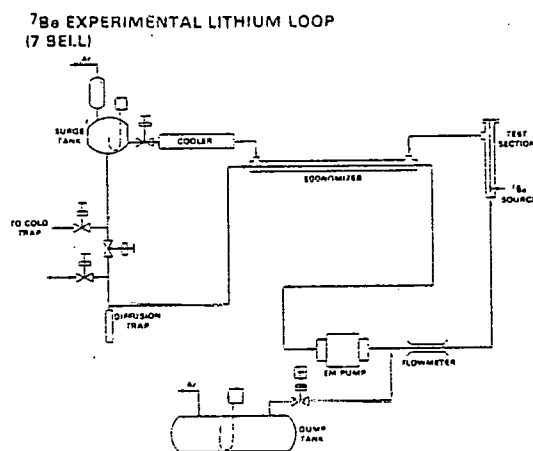 ⁷Be EXPERIMENTAL LITHIUM LOOP
(7 BELL)
Ar
SURGE
TANK
COOLER
ECONOMIZER
TEST
SECTION
⁷Be
SOURCE
TO COLD
TRAP
DIFFUSION
TRAP
EM PUMP
FLOWMETER
Ar
DUMP
TANK